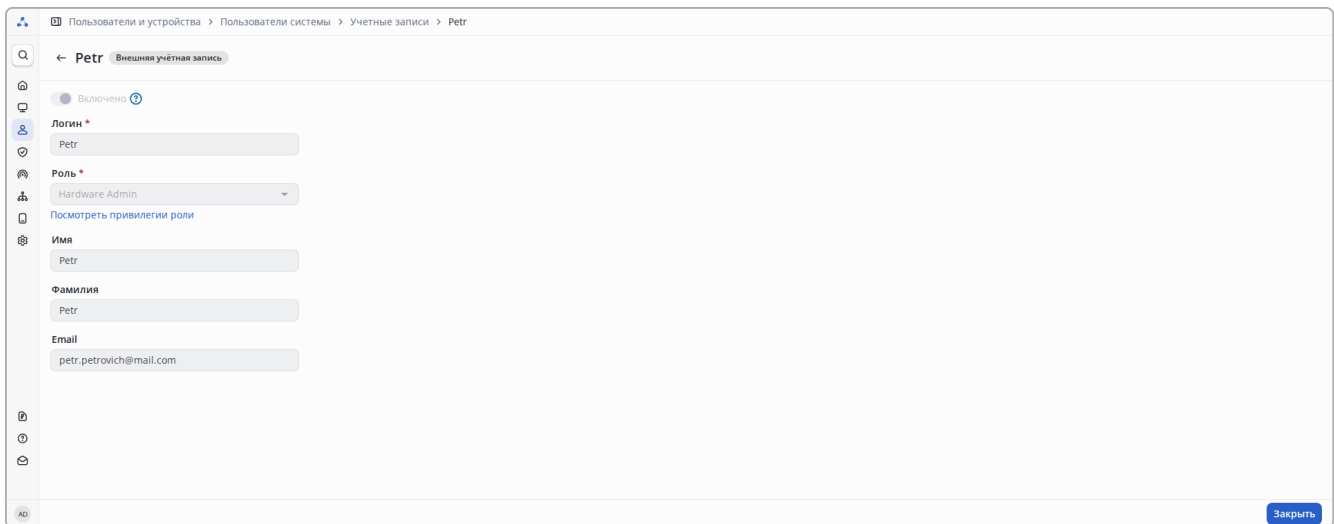 Пользователи и устройства > Пользователи системы > Учетные записи > Petr
← Petr Внешняя учётная запись
Включено ?
Логин *
Petr
Роль *
Hardware Admin
Посмотреть привилегии роли
Имя
Petr
Фамилия
Petr
Email
petr.petrovich@mail.com
AD
Закрыть